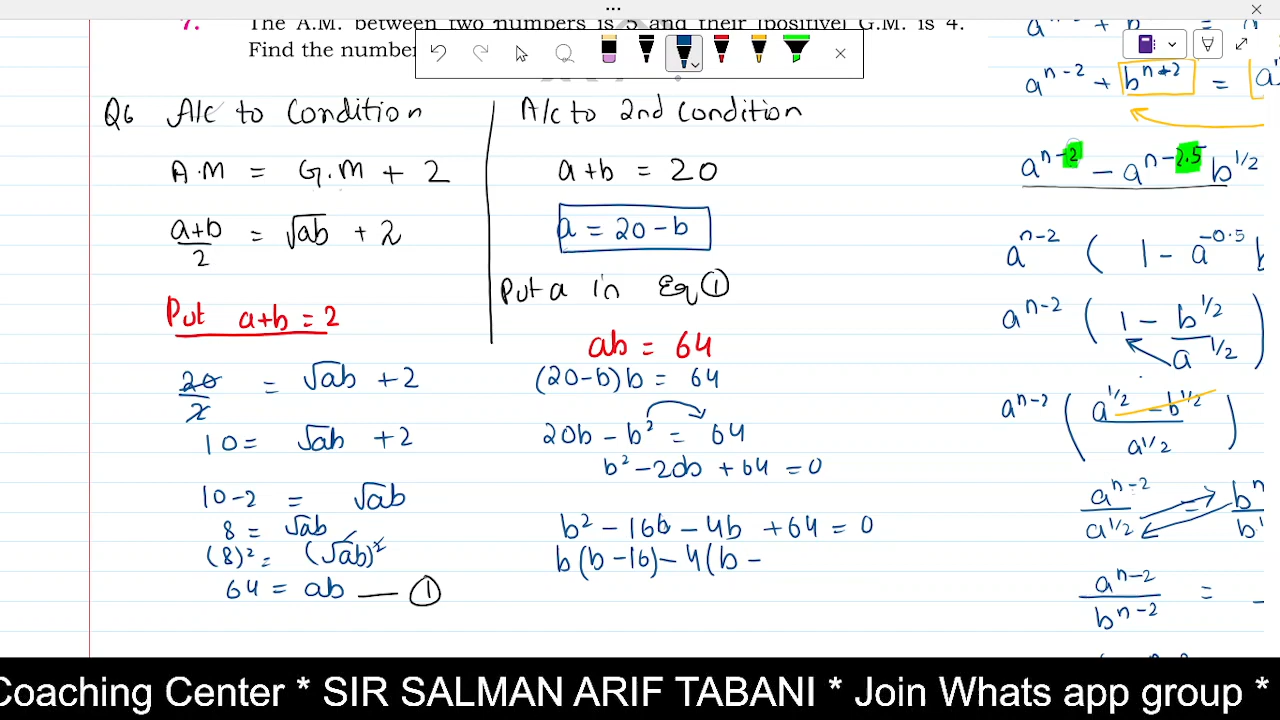 7. The A.M. between two numbers is 5 and their (positive) G.M. is 4.
Find the number
Q6 A/c to Condition
A.M = G.M + 2
a+b/2 = √ab + 2
Put a+b = 2
20/2 = √ab + 2
10 = √ab + 2
10-2 = √ab
8 = √ab
(8)² = (√ab)²
64 = ab — ①
A/c to 2nd Condition
a+b = 20
a = 20 - b
Put a in Eq ①
ab = 64
(20-b)b = 64
20b - b² = 64
b² - 20b + 64 = 0
b² - 16b - 4b + 64 = 0
b(b-16) - 4(b -
aⁿ⁻² + bⁿ⁺² =
aⁿ⁻² - aⁿ⁻²·⁵ b^1/2
aⁿ⁻² ( 1 - a^-0.5 b
aⁿ⁻² ( 1 - b^1/2 / a^1/2 )
aⁿ⁻² ( a^1/2 - b^1/2 / a^1/2 )
aⁿ⁻² / a^1/2 = bⁿ / b
aⁿ⁻² / bⁿ⁻² =
Coaching Center * SIR SALMAN ARIF TABANI * Join Whats app group *